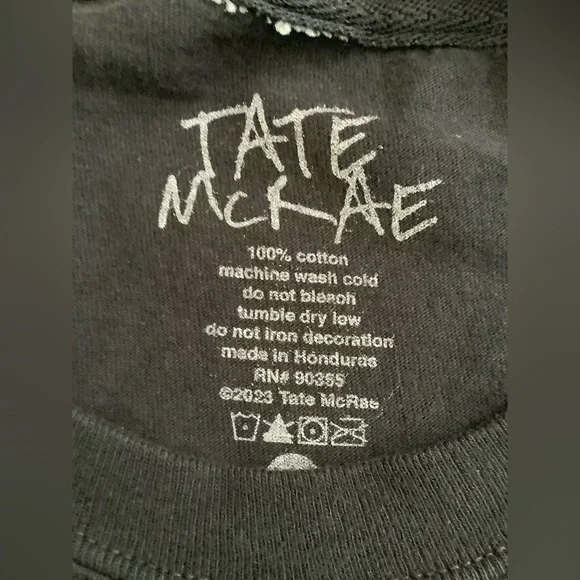 TATE
McRAE
100% cotton
machine wash cold
do not bleach
tumble dry low
do not iron decoration
made in Honduras
RN# 90355
©2023 Tate McRae